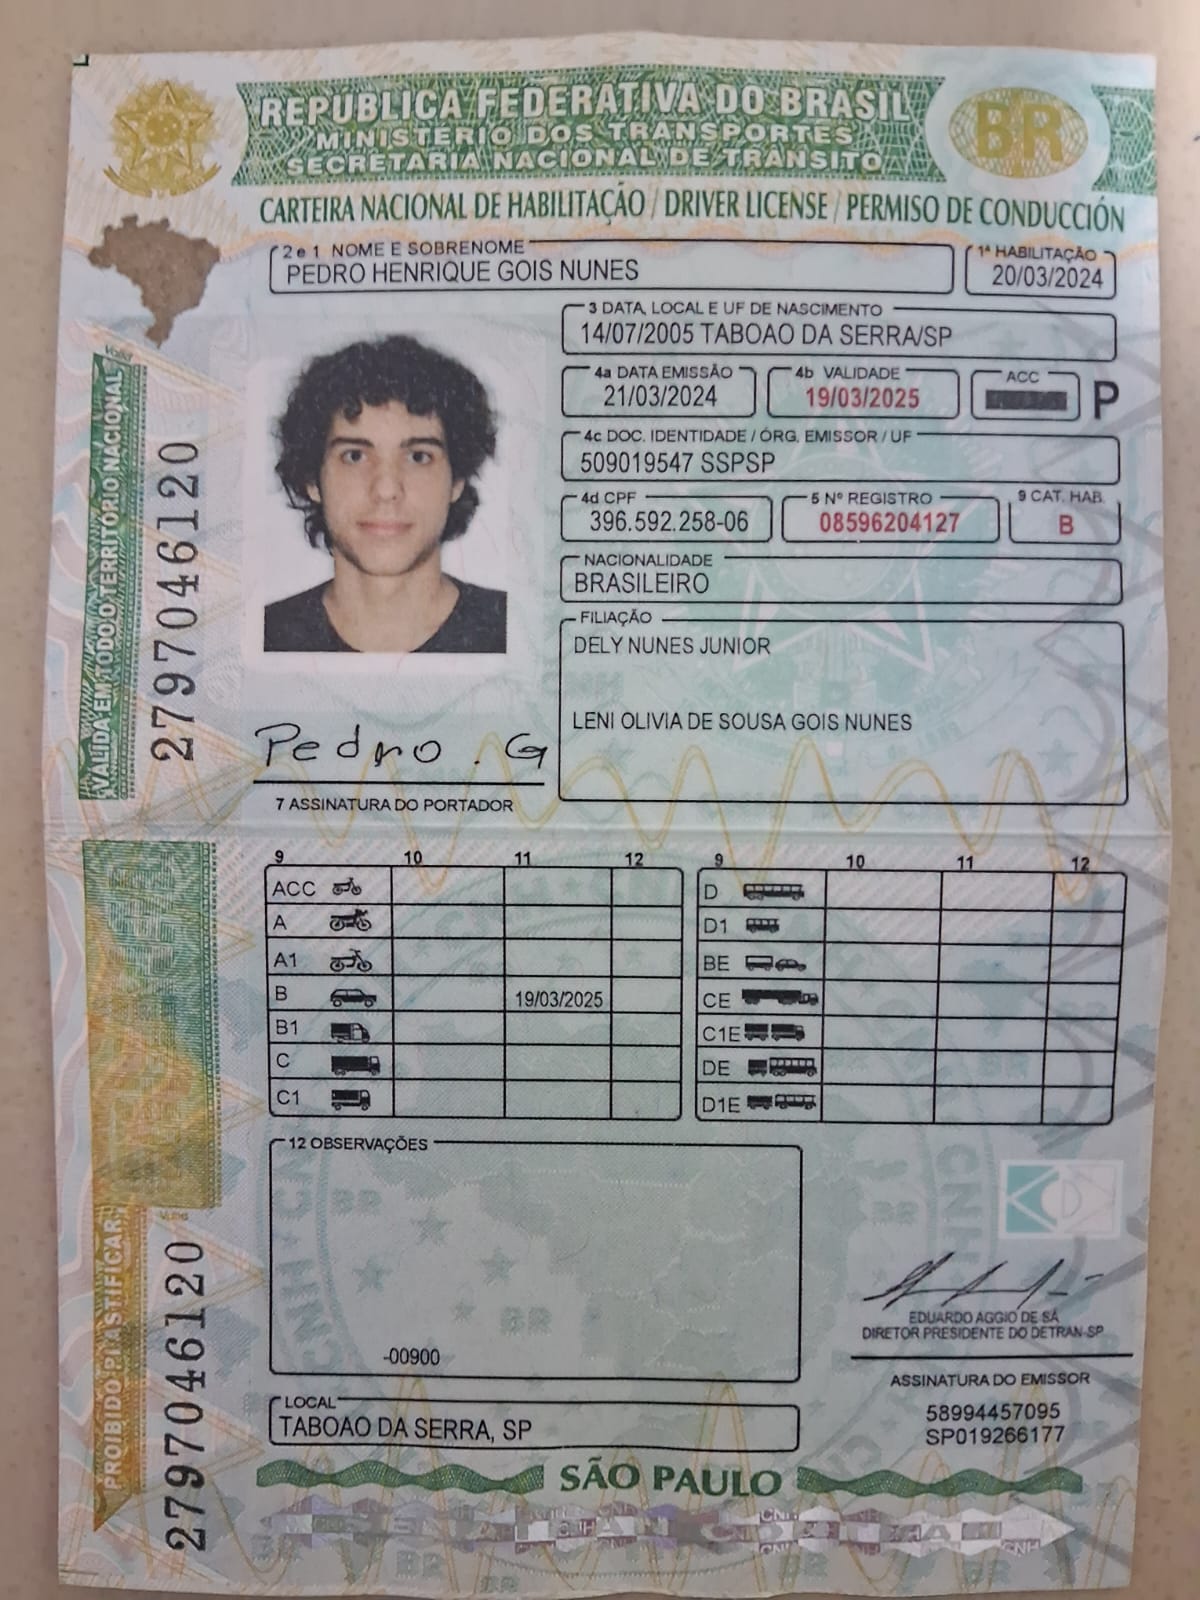 REPÚBLICA FEDERATIVA DO BRASIL
MINISTÉRIO DOS TRANSPORTES
SECRETARIA NACIONAL DE TRÂNSITO
BR
CARTEIRA NACIONAL DE HABILITAÇÃO / DRIVER LICENSE / PERMISO DE CONDUCCIÓN
2 e 1 NOME E SOBRENOME
PEDRO HENRIQUE GOIS NUNES
1ª HABILITAÇÃO
20/03/2024
3 DATA, LOCAL E UF DE NASCIMENTO
14/07/2005 TABOAO DA SERRA/SP
4a DATA EMISSÃO
21/03/2024
4b VALIDADE
19/03/2025
ACC
P
4c DOC. IDENTIDADE / ÓRG. EMISSOR / UF
509019547 SSPSP
4d CPF
396.592.258-06
5 Nº REGISTRO
08596204127
9 CAT. HAB.
B
NACIONALIDADE
BRASILEIRO
FILIAÇÃO
DELY NUNES JUNIOR
LENI OLIVIA DE SOUSA GOIS NUNES
VÁLIDA EM TODO O TERRITÓRIO NACIONAL
2797046120
Pedro . G
7 ASSINATURA DO PORTADOR
9 10 11 12
ACC
A
A1
B 19/03/2025
B1
C
C1
9 10 11 12
D
D1
BE
CE
C1E
DE
D1E
12 OBSERVAÇÕES
-00900
PROIBIDO PLASTIFICAR
2797046120
EDUARDO AGGIO DE SÁ
DIRETOR PRESIDENTE DO DETRAN-SP
ASSINATURA DO EMISSOR
58994457095
SP019266177
LOCAL
TABOAO DA SERRA, SP
SÃO PAULO